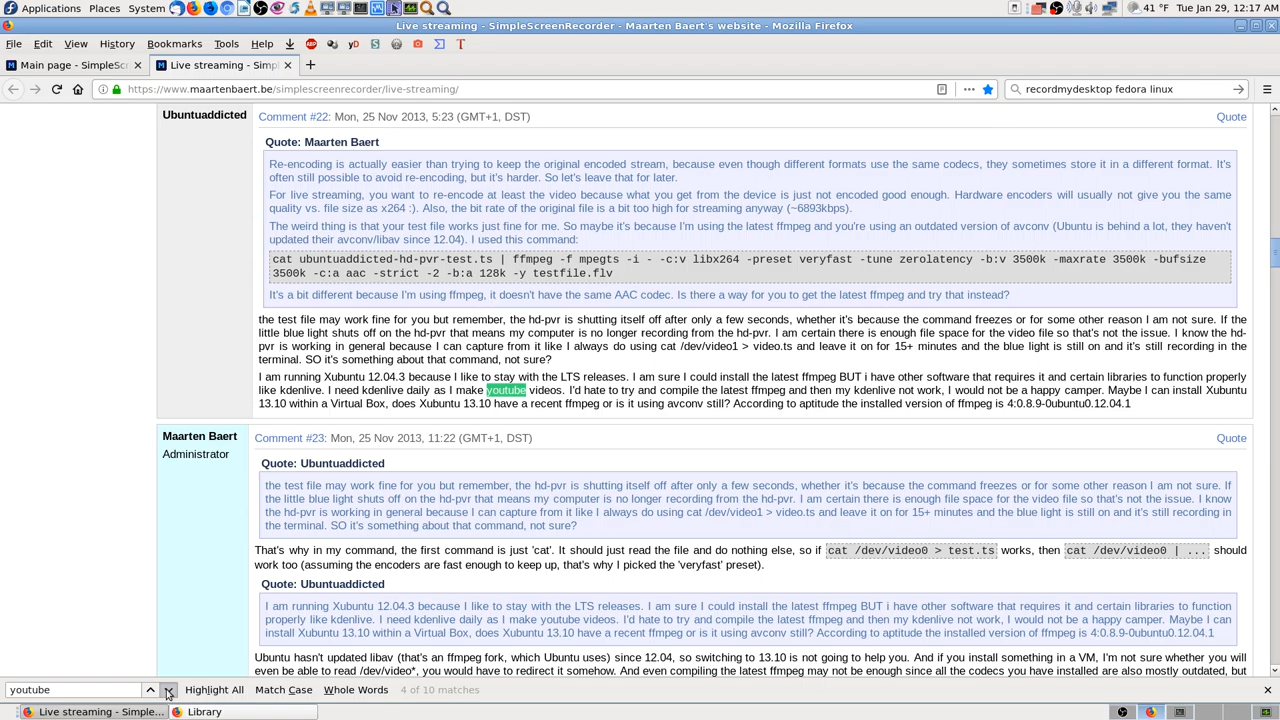 Applications Places System 41 °F Tue Jan 29, 12:17 AM
Live streaming - SimpleScreenRecorder - Maarten Baert's website - Mozilla Firefox
File Edit View History Bookmarks Tools Help
Main page - SimpleSc Live streaming - Simpl
https://www.maartenbaert.be/simplescreenrecorder/live-streaming/ recordmydesktop fedora linux
Ubuntuaddicted Comment #22: Mon, 25 Nov 2013, 5:23 (GMT+1, DST) Quote
Quote: Maarten Baert
Re-encoding is actually easier than trying to keep the original encoded stream, because even though different formats use the same codecs, they sometimes store it in a different format. It's
often still possible to avoid re-encoding, but it's harder. So let's leave that for later.
For live streaming, you want to re-encode at least the video because what you get from the device is just not encoded good enough. Hardware encoders will usually not give you the same
quality vs. file size as x264 :). Also, the bit rate of the original file is a bit too high for streaming anyway (~6893kbps).
The weird thing is that your test file works just fine for me. So maybe it's because I'm using the latest ffmpeg and you're using an outdated version of avconv (Ubuntu is behind a lot, they haven't
updated their avconv/libav since 12.04). I used this command:
cat ubuntuaddicted-hd-pvr-test.ts | ffmpeg -f mpegts -i - -c:v libx264 -preset veryfast -tune zerolatency -b:v 3500k -maxrate 3500k -bufsize
3500k -c:a aac -strict -2 -b:a 128k -y testfile.flv
It's a bit different because I'm using ffmpeg, it doesn't have the same AAC codec. Is there a way for you to get the latest ffmpeg and try that instead?
the test file may work fine for you but remember, the hd-pvr is shutting itself off after only a few seconds, whether it's because the command freezes or for some other reason I am not sure. If the
little blue light shuts off on the hd-pvr that means my computer is no longer recording from the hd-pvr. I am certain there is enough file space for the video file so that's not the issue. I know the hd-
pvr is working in general because I can capture from it like I always do using cat /dev/video1 > video.ts and leave it on for 15+ minutes and the blue light is still on and it's still recording in the
terminal. SO it's something about that command, not sure?
I am running Xubuntu 12.04.3 because I like to stay with the LTS releases. I am sure I could install the latest ffmpeg BUT i have other software that requires it and certain libraries to function properly
like kdenlive. I need kdenlive daily as I make youtube videos. I'd hate to try and compile the latest ffmpeg and then my kdenlive not work, I would not be a happy camper. Maybe I can install Xubuntu
13.10 within a Virtual Box, does Xubuntu 13.10 have a recent ffmpeg or is it using avconv still? According to aptitude the installed version of ffmpeg is 4:0.8.9-0ubuntu0.12.04.1
Maarten Baert Comment #23: Mon, 25 Nov 2013, 11:22 (GMT+1, DST) Quote
Administrator
Quote: Ubuntuaddicted
the test file may work fine for you but remember, the hd-pvr is shutting itself off after only a few seconds, whether it's because the command freezes or for some other reason I am not sure. If
the little blue light shuts off on the hd-pvr that means my computer is no longer recording from the hd-pvr. I am certain there is enough file space for the video file so that's not the issue. I know
the hd-pvr is working in general because I can capture from it like I always do using cat /dev/video1 > video.ts and leave it on for 15+ minutes and the blue light is still on and it's still recording in
the terminal. SO it's something about that command, not sure?
That's why in my command, the first command is just 'cat'. It should just read the file and do nothing else, so if cat /dev/video0 > test.ts works, then cat /dev/video0 | ... should
work too (assuming the encoders are fast enough to keep up, that's why I picked the 'veryfast' preset).
Quote: Ubuntuaddicted
I am running Xubuntu 12.04.3 because I like to stay with the LTS releases. I am sure I could install the latest ffmpeg BUT i have other software that requires it and certain libraries to function
properly like kdenlive. I need kdenlive daily as I make youtube videos. I'd hate to try and compile the latest ffmpeg and then my kdenlive not work, I would not be a happy camper. Maybe I can
install Xubuntu 13.10 within a Virtual Box, does Xubuntu 13.10 have a recent ffmpeg or is it using avconv still? According to aptitude the installed version of ffmpeg is 4:0.8.9-0ubuntu0.12.04.1
Ubuntu hasn't updated libav (that's an ffmpeg fork, which Ubuntu uses) since 12.04, so switching to 13.10 is not going to help you. And if you install something in a VM, I'm not sure whether you will
even be able to read /dev/video*, you would have to redirect it somehow. And even compiling the latest ffmpeg may not be enough since all the codecs you have installed are also mostly outdated, but
youtube Highlight All Match Case Whole Words 4 of 10 matches
Live streaming - Simple... Library